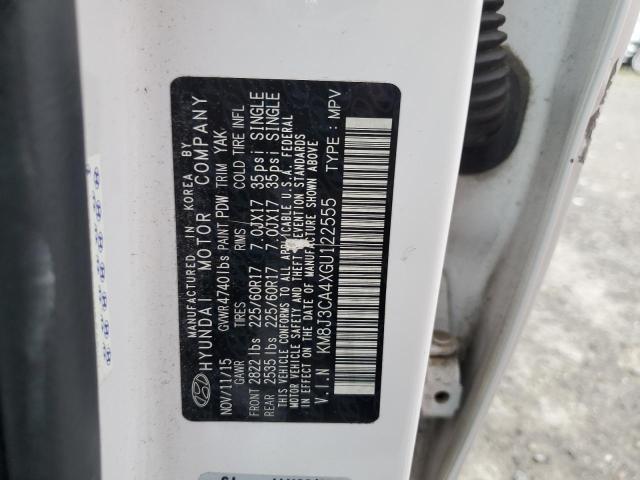 MANUFACTURED IN KOREA BY
HYUNDAI MOTOR COMPANY
NOV/11/15 GVWR4740lbs PAINT PDW TRIM YAK
GAWR TIRES RIMS COLD TIRE INFL
FRONT 2822 lbs 225/60R17 7.0JX17 35psi SINGLE
REAR 2535 lbs 225/60R17 7.0JX17 35psi SINGLE
THIS VEHICLE CONFORMS TO ALL APPLICABLE U.S.A. FEDERAL
MOTOR VEHICLE SAFETY AND THEFT PREVENTION STANDARDS
IN EFFECT ON THE DATE OF MANUFACTURE SHOWN ABOVE
V.I.N KM8J3CA4XGU122555 TYPE : MPV